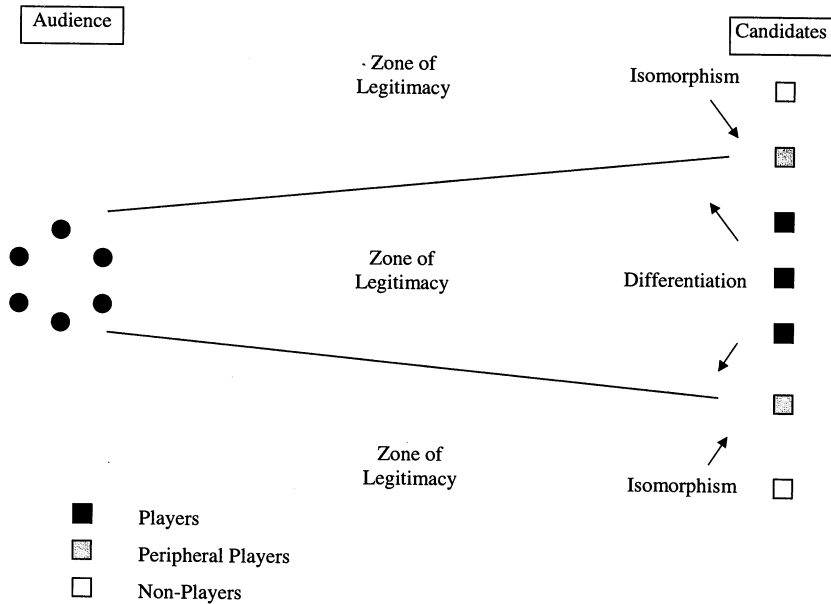 Audience
Candidates
Zone of
Legitimacy
Isomorphism
Zone of
Legitimacy
Differentiation
Zone of
Legitimacy
Isomorphism
Players
Peripheral Players
Non-Players